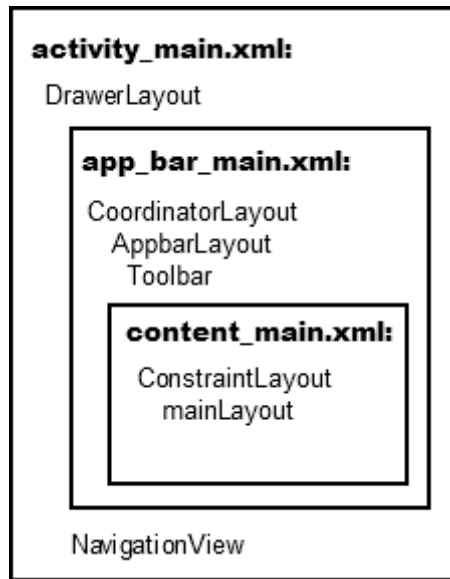 activity_main.xml:
DrawerLayout
app_bar_main.xml:
CoordinatorLayout
AppbarLayout
Toolbar
content_main.xml:
ConstraintLayout
mainLayout
NavigationView